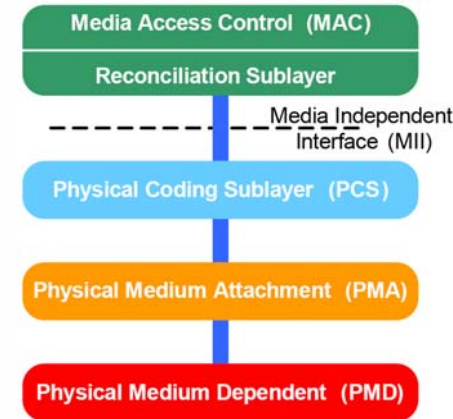 Media Access Control (MAC)
Reconciliation Sublayer
Media Independent
Interface (MII)
Physical Coding Sublayer (PCS)
Physical Medium Attachment (PMA)
Physical Medium Dependent (PMD)